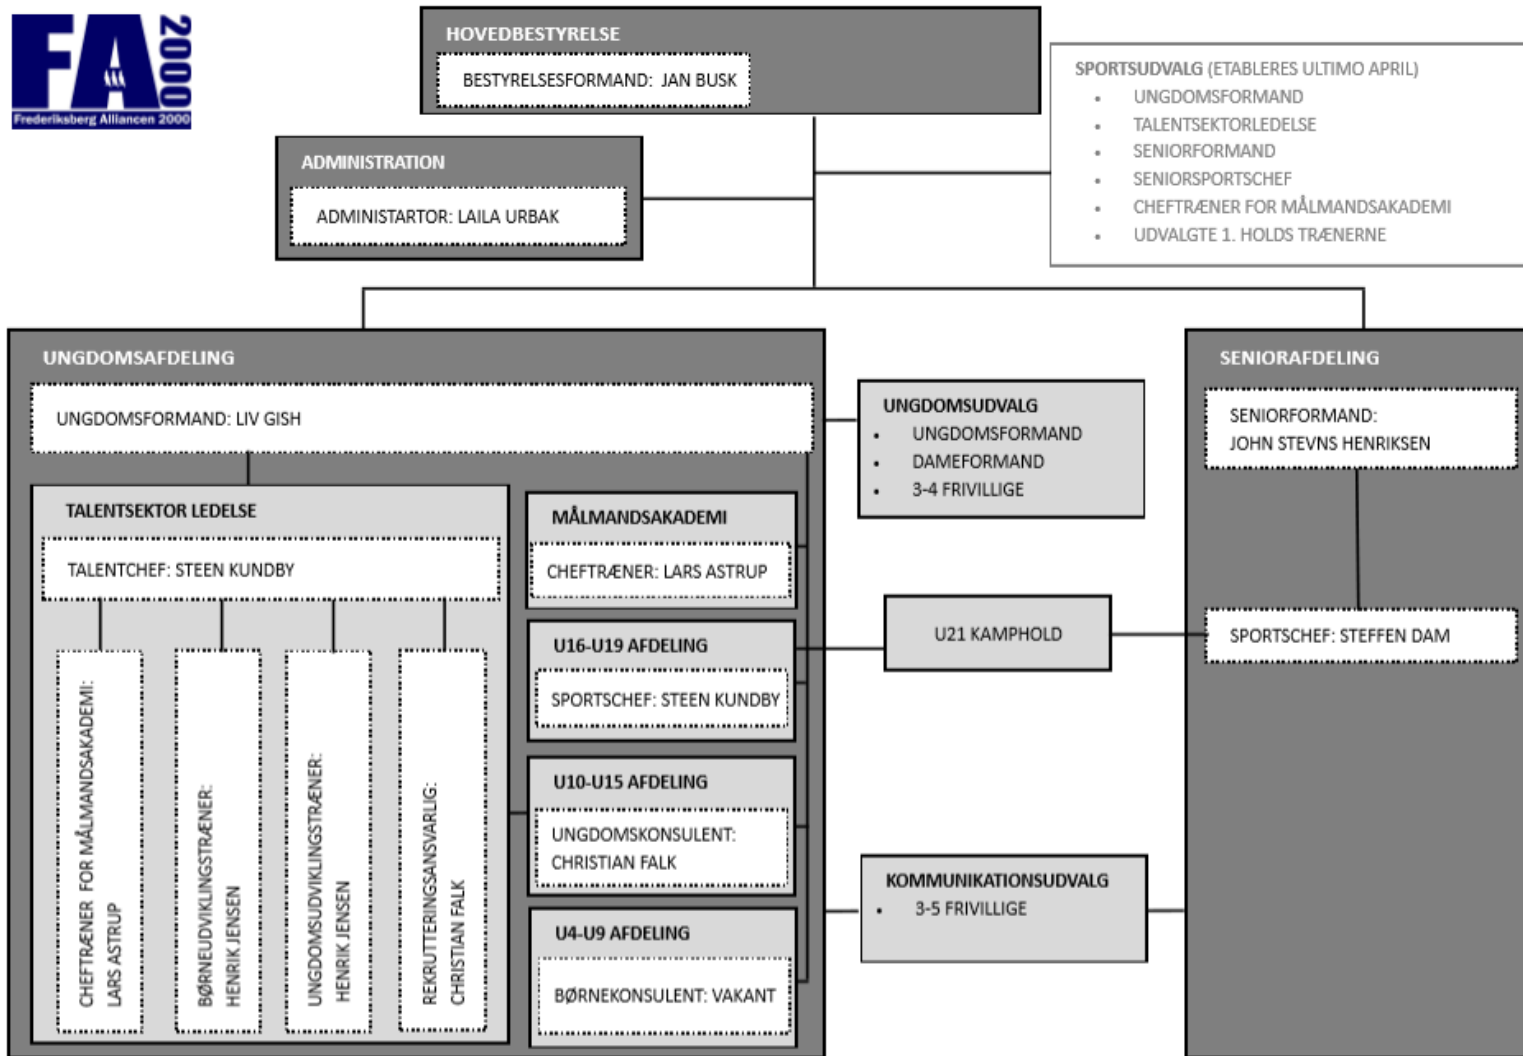 FA
2000
Frederiksberg Alliancen 2000
HOVEDBESTYRELSE
BESTYRELSESFORMAND: JAN BUSK
SPORTSUDVALG (ETABLERES ULTIMO APRIL)
• UNGDOMSFORMAND
• TALENTSEKTORLEDELSE
• SENIORFORMAND
• SENIORSPORTSCHEF
• CHEFTRÆNER FOR MÅLMANDSAKADEMI
• UDVALGTE 1. HOLDS TRÆNERNE
ADMINISTRATION
ADMINISTARTOR: LAILA URBAK
UNGDOMSAFDELING
UNGDOMSFORMAND: LIV GISH
TALENTSEKTOR LEDELSE
TALENTCHEF: STEEN KUNDBY
CHEFTRÆNER FOR MÅLMANDSAKADEMI:
LARS ASTRUP
BØRNEUDVIKLINGSTRÆNER:
HENRIK JENSEN
UNGDOMSUDVIKLINGSTRÆNER:
HENRIK JENSEN
REKRUTTERINGSANSVARLIG:
CHRISTIAN FALK
MÅLMANDSAKADEMI
CHEFTRÆNER: LARS ASTRUP
U16-U19 AFDELING
SPORTSCHEF: STEEN KUNDBY
U10-U15 AFDELING
UNGDOMSKONSULENT:
CHRISTIAN FALK
U4-U9 AFDELING
BØRNEKONSULENT: VAKANT
UNGDOMSUDVALG
• UNGDOMSFORMAND
• DAMEFORMAND
• 3-4 FRIVILLIGE
U21 KAMPHOLD
KOMMUNIKATIONSUDVALG
• 3-5 FRIVILLIGE
SENIORAFDELING
SENIORFORMAND:
JOHN STEVNS HENRIKSEN
SPORTSCHEF: STEFFEN DAM